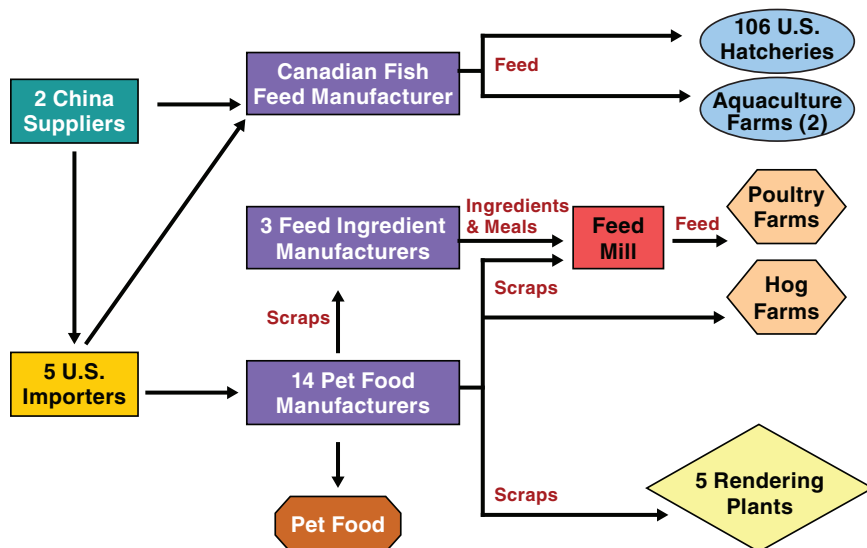 106 U.S.
Hatcheries
Canadian Fish
Feed Manufacturer
Feed
2 China
Suppliers
Aquaculture
Farms (2)
3 Feed Ingredient
Manufacturers
Ingredients
& Meals
Feed
Mill
Feed
Poultry
Farms
Scraps
Hog
Farms
Scraps
5 U.S.
Importers
14 Pet Food
Manufacturers
Scraps
5 Rendering
Plants
Pet Food